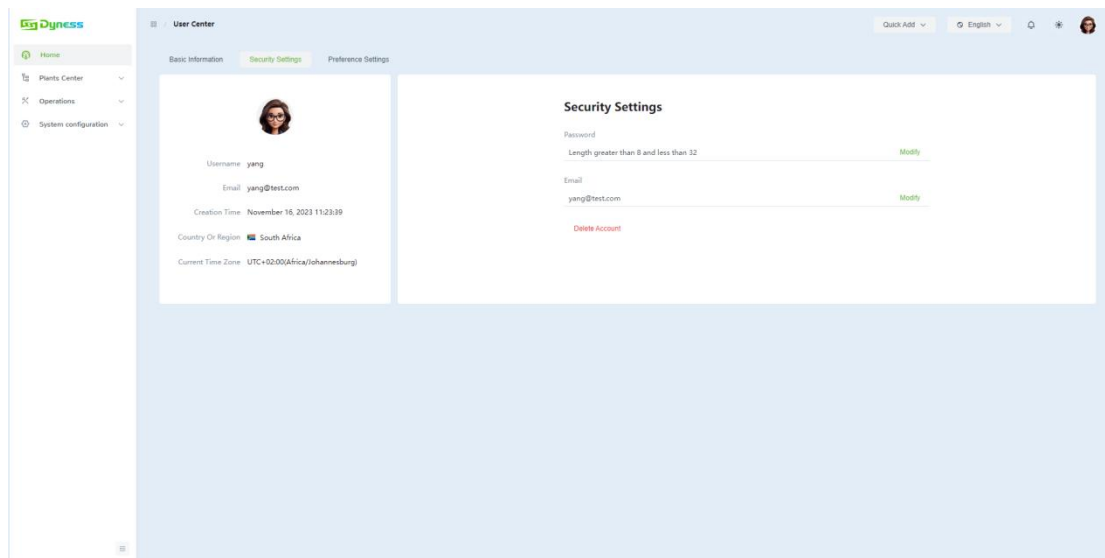 Dyness
User Center
Quick Add
English
Home
Plants Center
Operations
System configuration
Basic Information
Security Settings
Preference Settings
Username yang
Email yang@test.com
Creation Time November 16, 2023 11:23:39
Country Or Region South Africa
Current Time Zone UTC+02:00(Africa/Johannesburg)
Security Settings
Password
Length greater than 8 and less than 32 Modify
Email
yang@test.com Modify
Delete Account